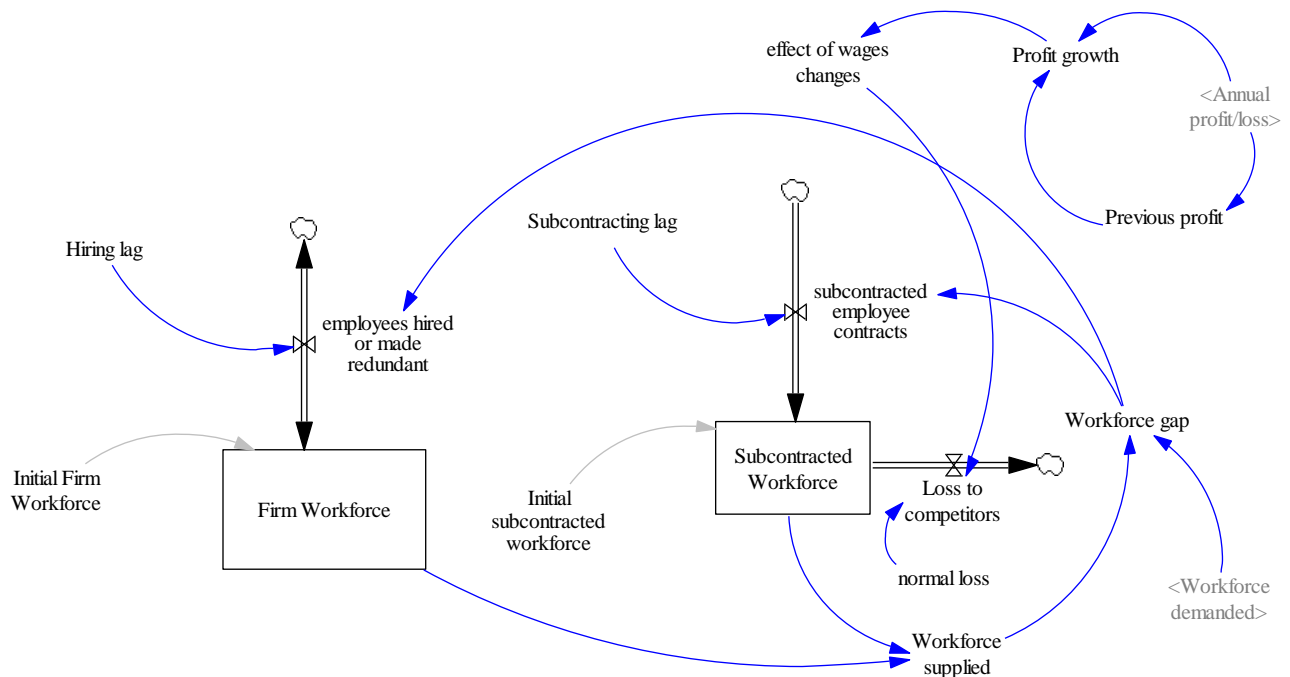 effect of wages
changes
Profit growth
<Annual
profit/loss>
Previous profit
Hiring lag
Subcontracting lag
employees hired
or made
redundant
subcontracted
employee
contracts
Workforce gap
Initial Firm
Workforce
Firm Workforce
Initial
subcontracted
workforce
Subcontracted
Workforce
Loss to
competitors
normal loss
<Workforce
demanded>
Workforce
supplied